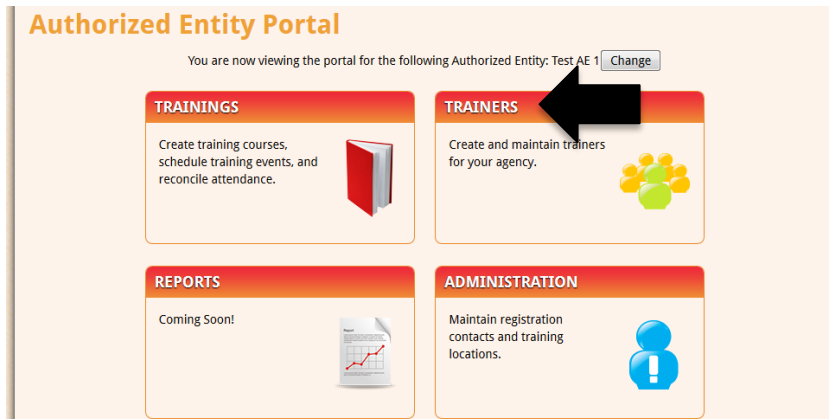 Authorized Entity Portal
You are now viewing the portal for the following Authorized Entity: Test AE 1 Change
TRAININGS
Create training courses,
schedule training events, and
reconcile attendance.
TRAINERS
Create and maintain trainers
for your agency.
REPORTS
Coming Soon!
Report
ADMINISTRATION
Maintain registration
contacts and training
locations.